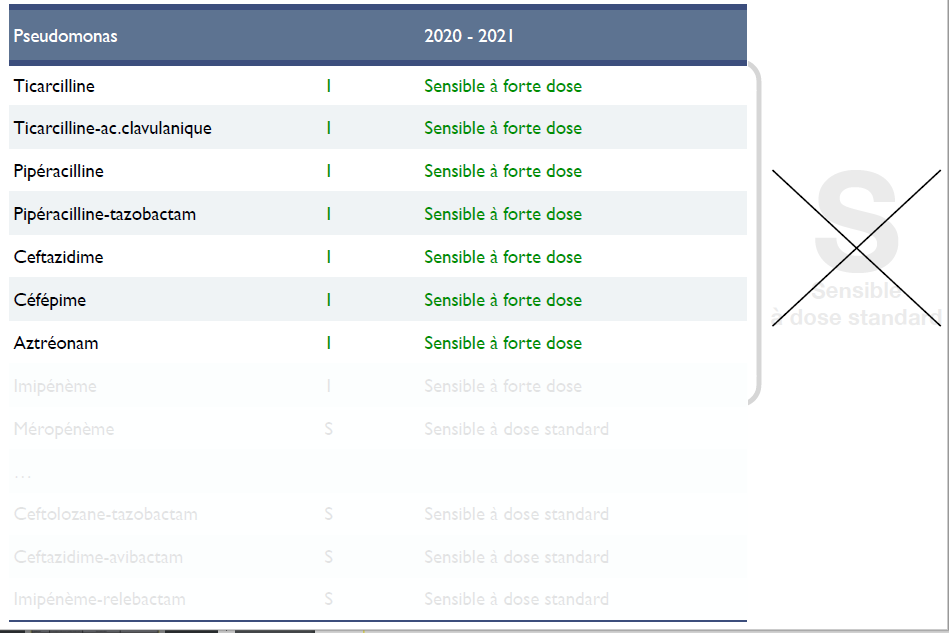 Pseudomonas 2020 - 2021
Ticarcilline I Sensible à forte dose
Ticarcilline-ac.clavulanique I Sensible à forte dose
Pipéracilline I Sensible à forte dose
Pipéracilline-tazobactam I Sensible à forte dose
Ceftazidime I Sensible à forte dose
Céfépime I Sensible à forte dose
Aztréonam I Sensible à forte dose
Imipénème I Sensible à forte dose
Méropénème S Sensible à dose standard
…
Ceftolozane-tazobactam S Sensible à dose standard
Ceftazidime-avibactam S Sensible à dose standard
Imipénème-relebactam S Sensible à dose standard
S
Sensible
à dose standard